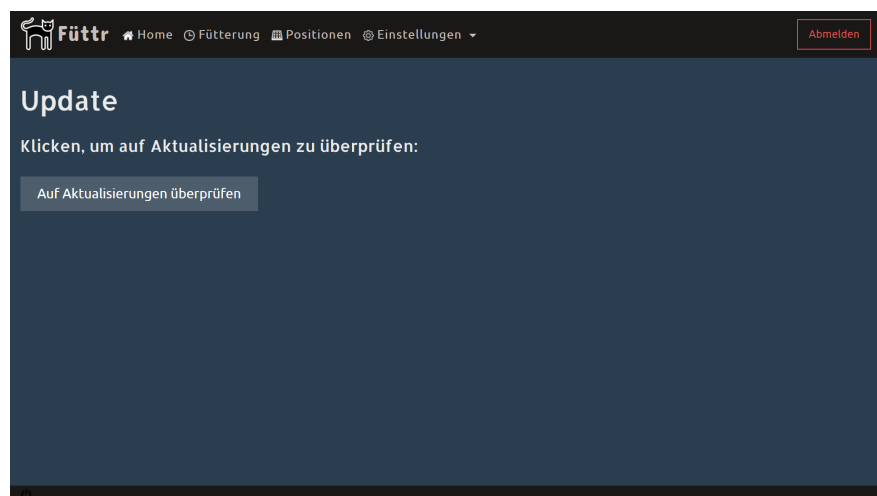 Füttr Home Fütterung Positionen Einstellungen Abmelden
Update
Klicken, um auf Aktualisierungen zu überprüfen:
Auf Aktualisierungen überprüfen